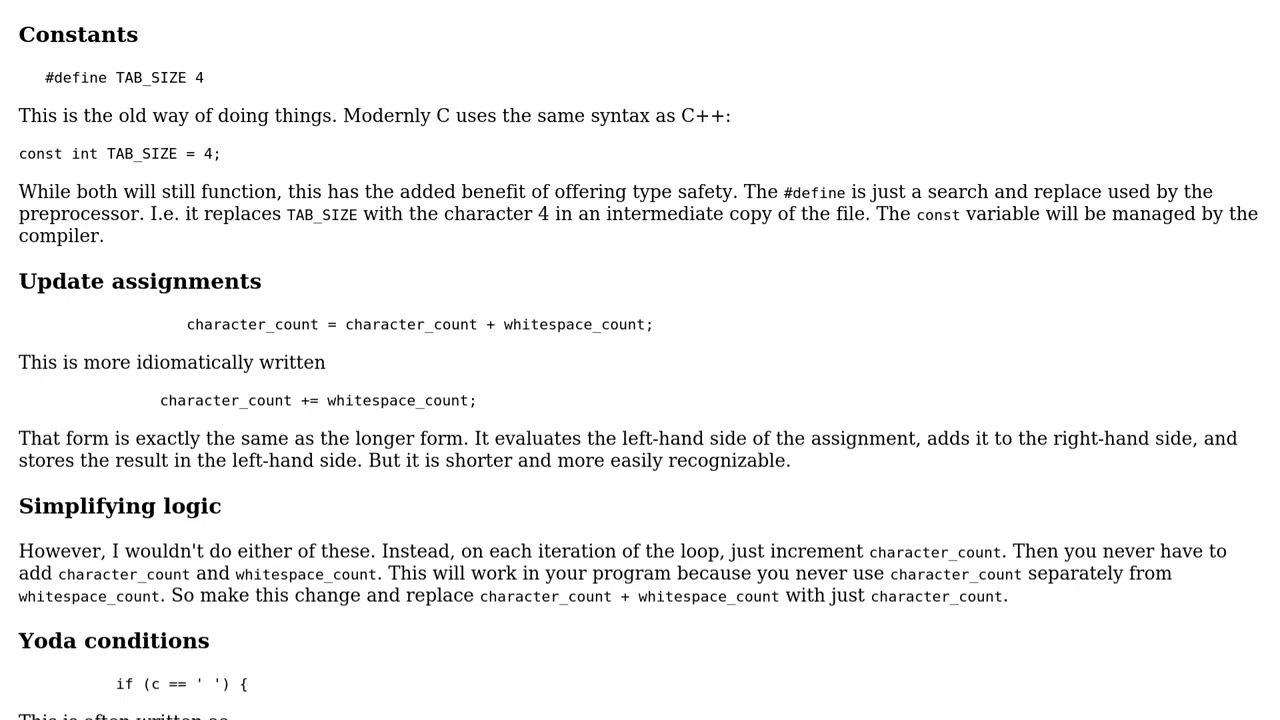 Constants
#define TAB_SIZE 4
This is the old way of doing things. Modernly C uses the same syntax as C++:
const int TAB_SIZE = 4;
While both will still function, this has the added benefit of offering type safety. The #define is just a search and replace used by the
preprocessor. I.e. it replaces TAB_SIZE with the character 4 in an intermediate copy of the file. The const variable will be managed by the
compiler.
Update assignments
character_count = character_count + whitespace_count;
This is more idiomatically written
character_count += whitespace_count;
That form is exactly the same as the longer form. It evaluates the left-hand side of the assignment, adds it to the right-hand side, and
stores the result in the left-hand side. But it is shorter and more easily recognizable.
Simplifying logic
However, I wouldn't do either of these. Instead, on each iteration of the loop, just increment character_count. Then you never have to
add character_count and whitespace_count. This will work in your program because you never use character_count separately from
whitespace_count. So make this change and replace character_count + whitespace_count with just character_count.
Yoda conditions
if (c == ' ') {
This is often written as